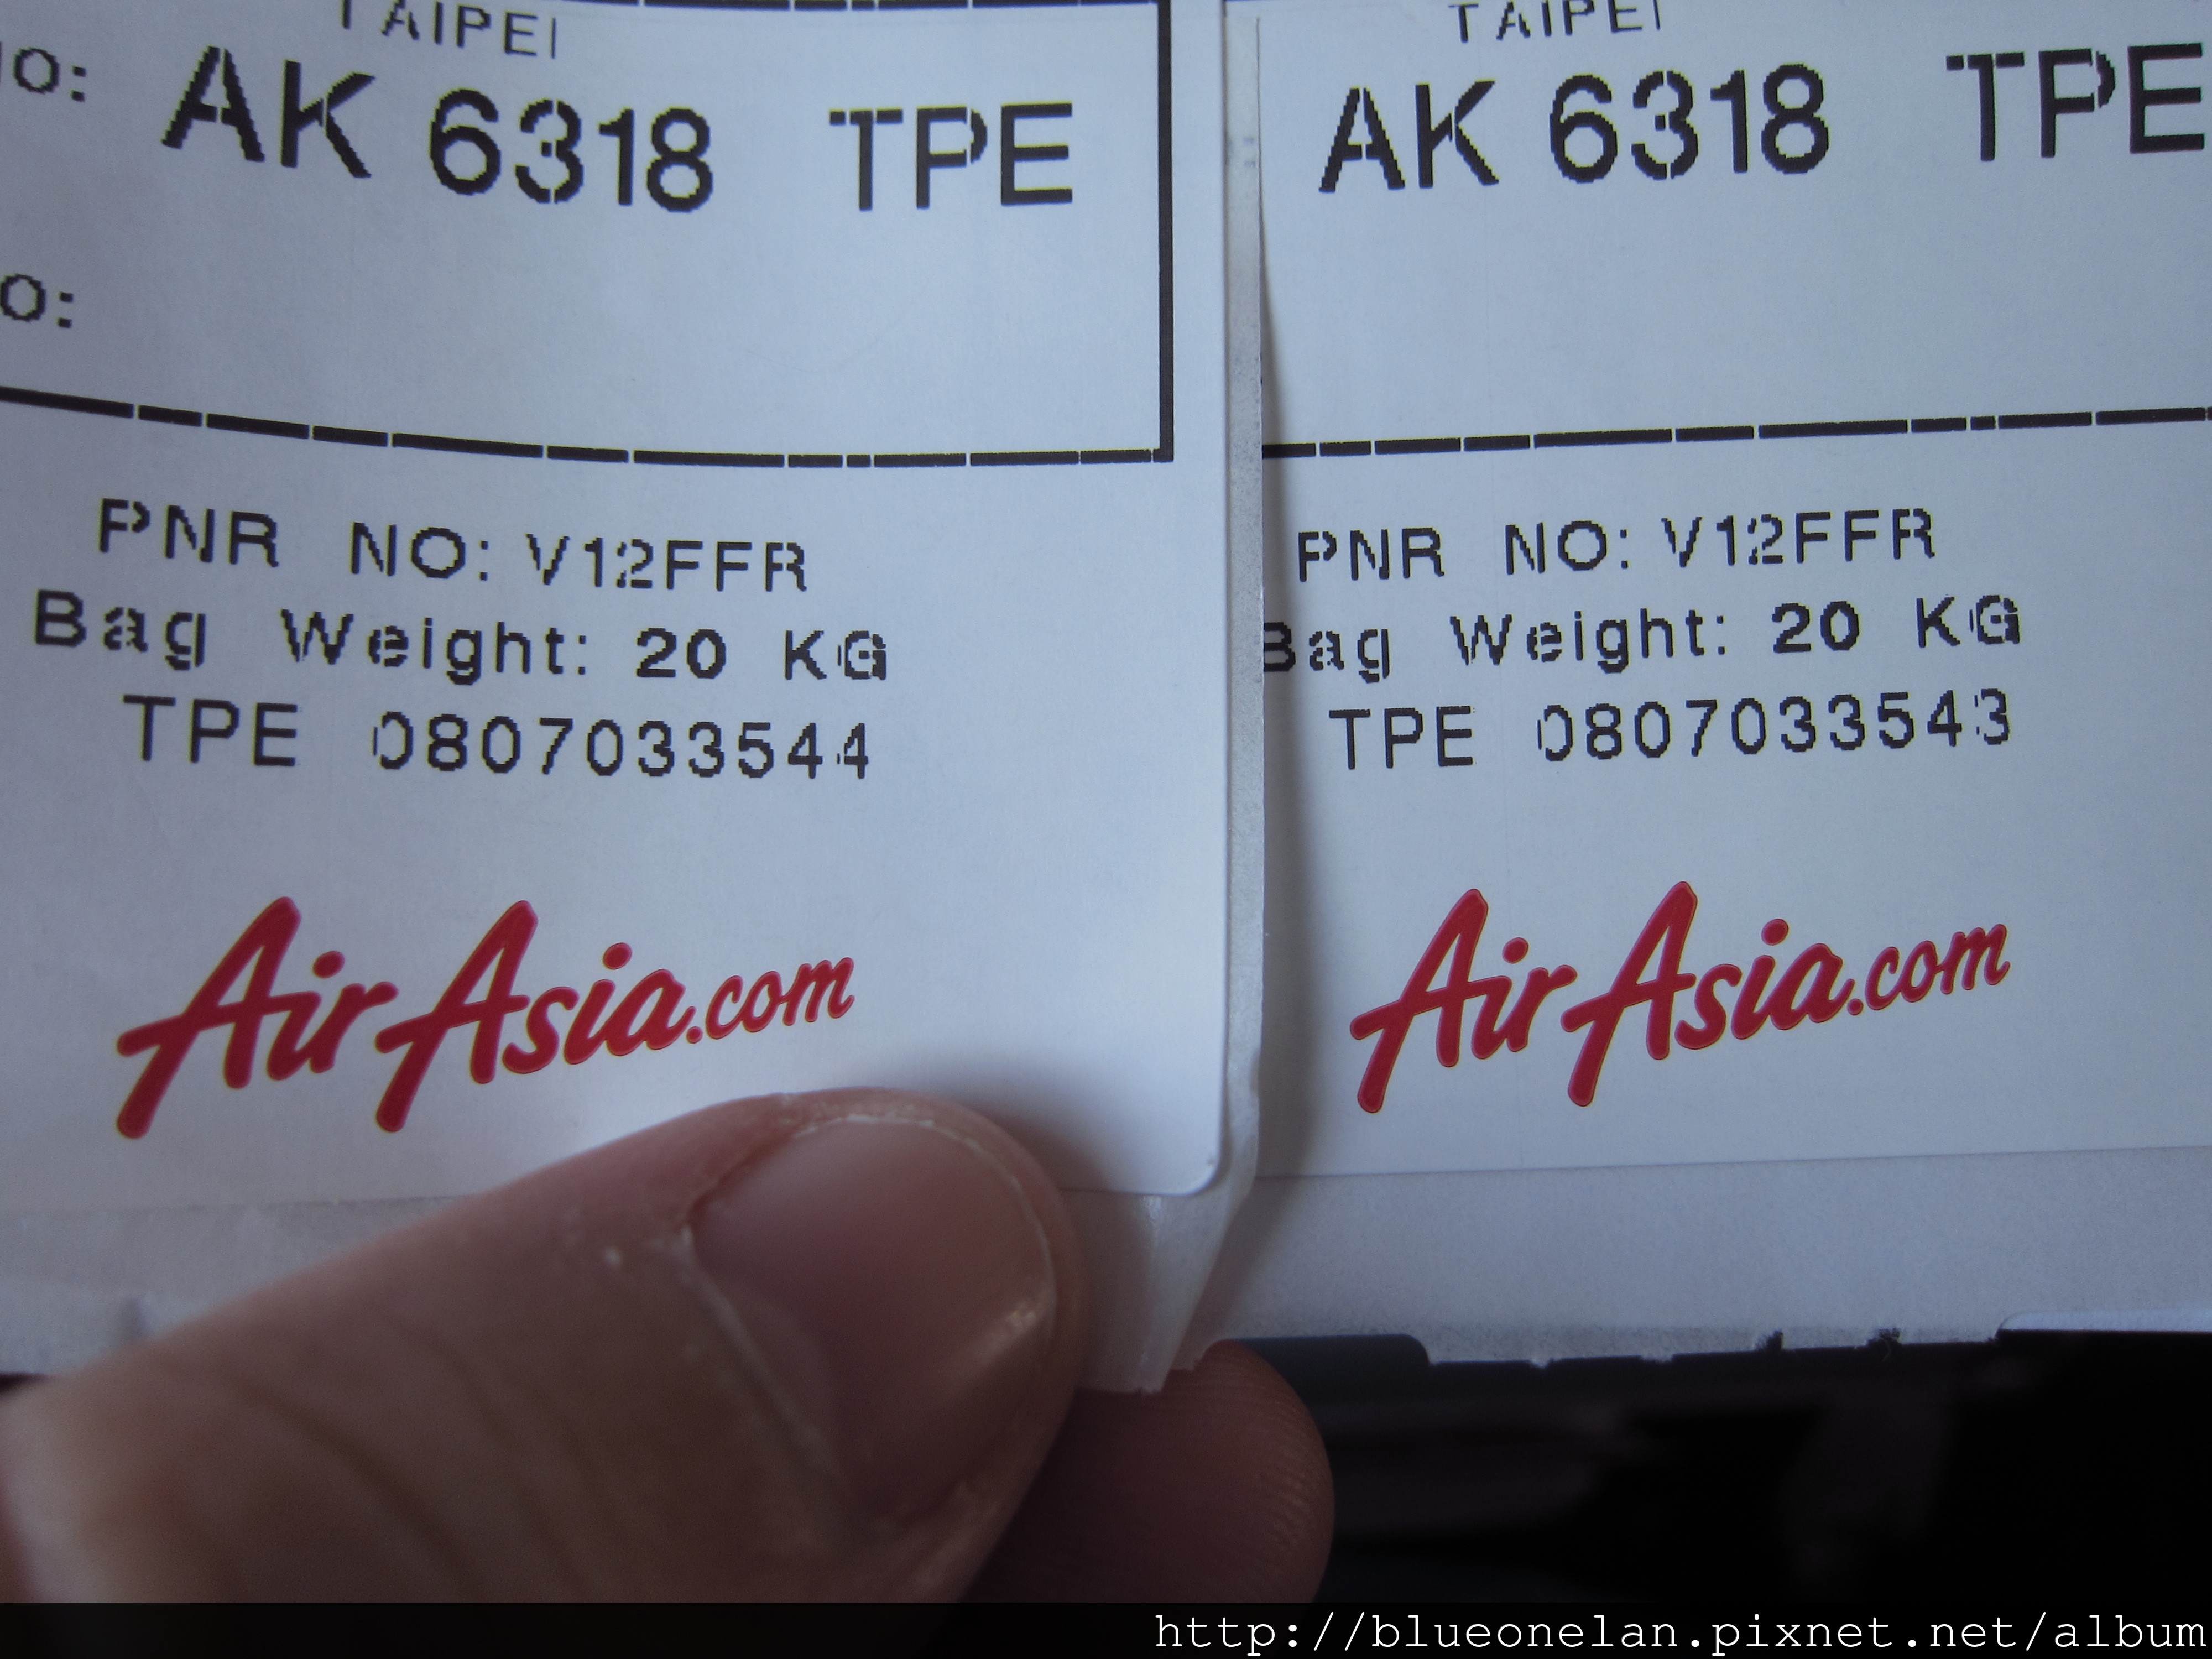 TAIPEI
O: AK 6318 TPE
O:
PNR NO: V12FFR
Bag Weight: 20 KG
TPE 0807033544
AirAsia.com
TAIPEI
AK 6318 TPE
PNR NO: V12FFR
Bag Weight: 20 KG
TPE 0807033543
AirAsia.com
http://blueonelan.pixnet.net/album